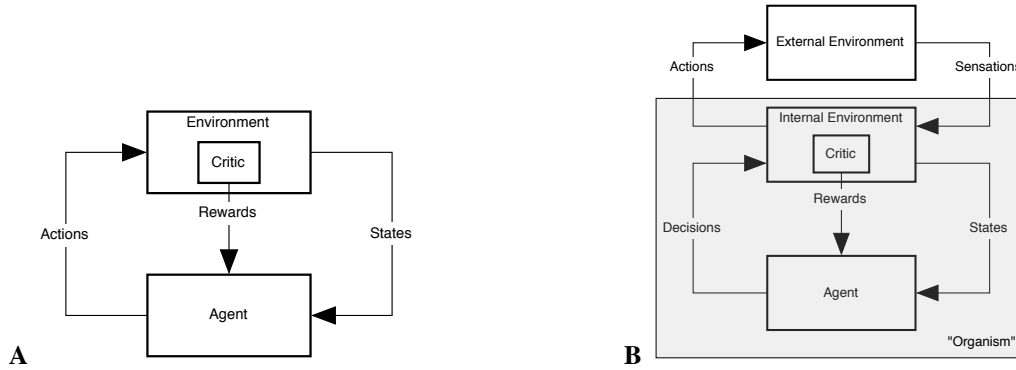 Environment
Critic
Rewards
Actions
States
Agent
A
External Environment
Actions
Sensations
Internal Environment
Critic
Rewards
Decisions
States
Agent
"Organism"
B